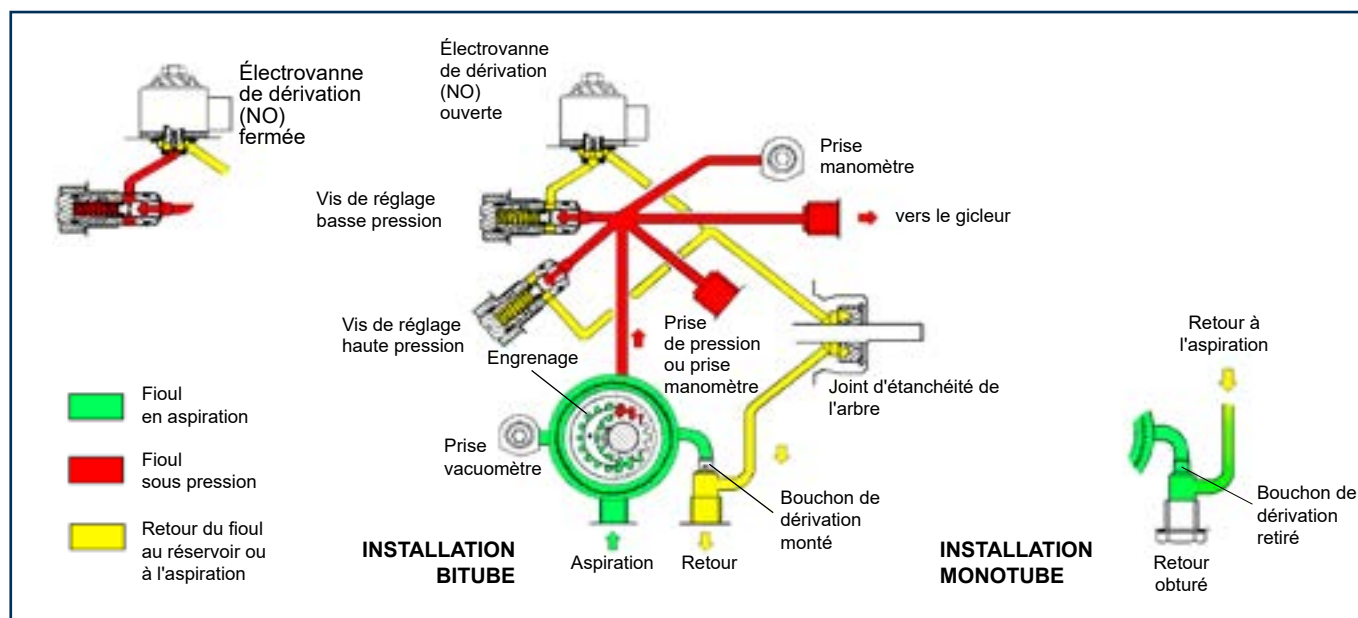 Électrovanne
de dérivation
(NO)
fermée
Électrovanne
de dérivation
(NO)
ouverte
Prise
manomètre
Vis de réglage
basse pression
vers le gicleur
Vis de réglage
haute pression
Prise
de pression
ou prise
manomètre
Engrenage
Joint d'étanchéité de
l'arbre
Retour à
l'aspiration
Fioul
en aspiration
Fioul
sous pression
Retour du fioul
au réservoir ou
à l'aspiration
Prise
vacuomètre
Bouchon de
dérivation
monté
INSTALLATION
BITUBE
Aspiration
Retour
INSTALLATION
MONOTUBE
Bouchon de
dérivation
retiré
Retour
obturé